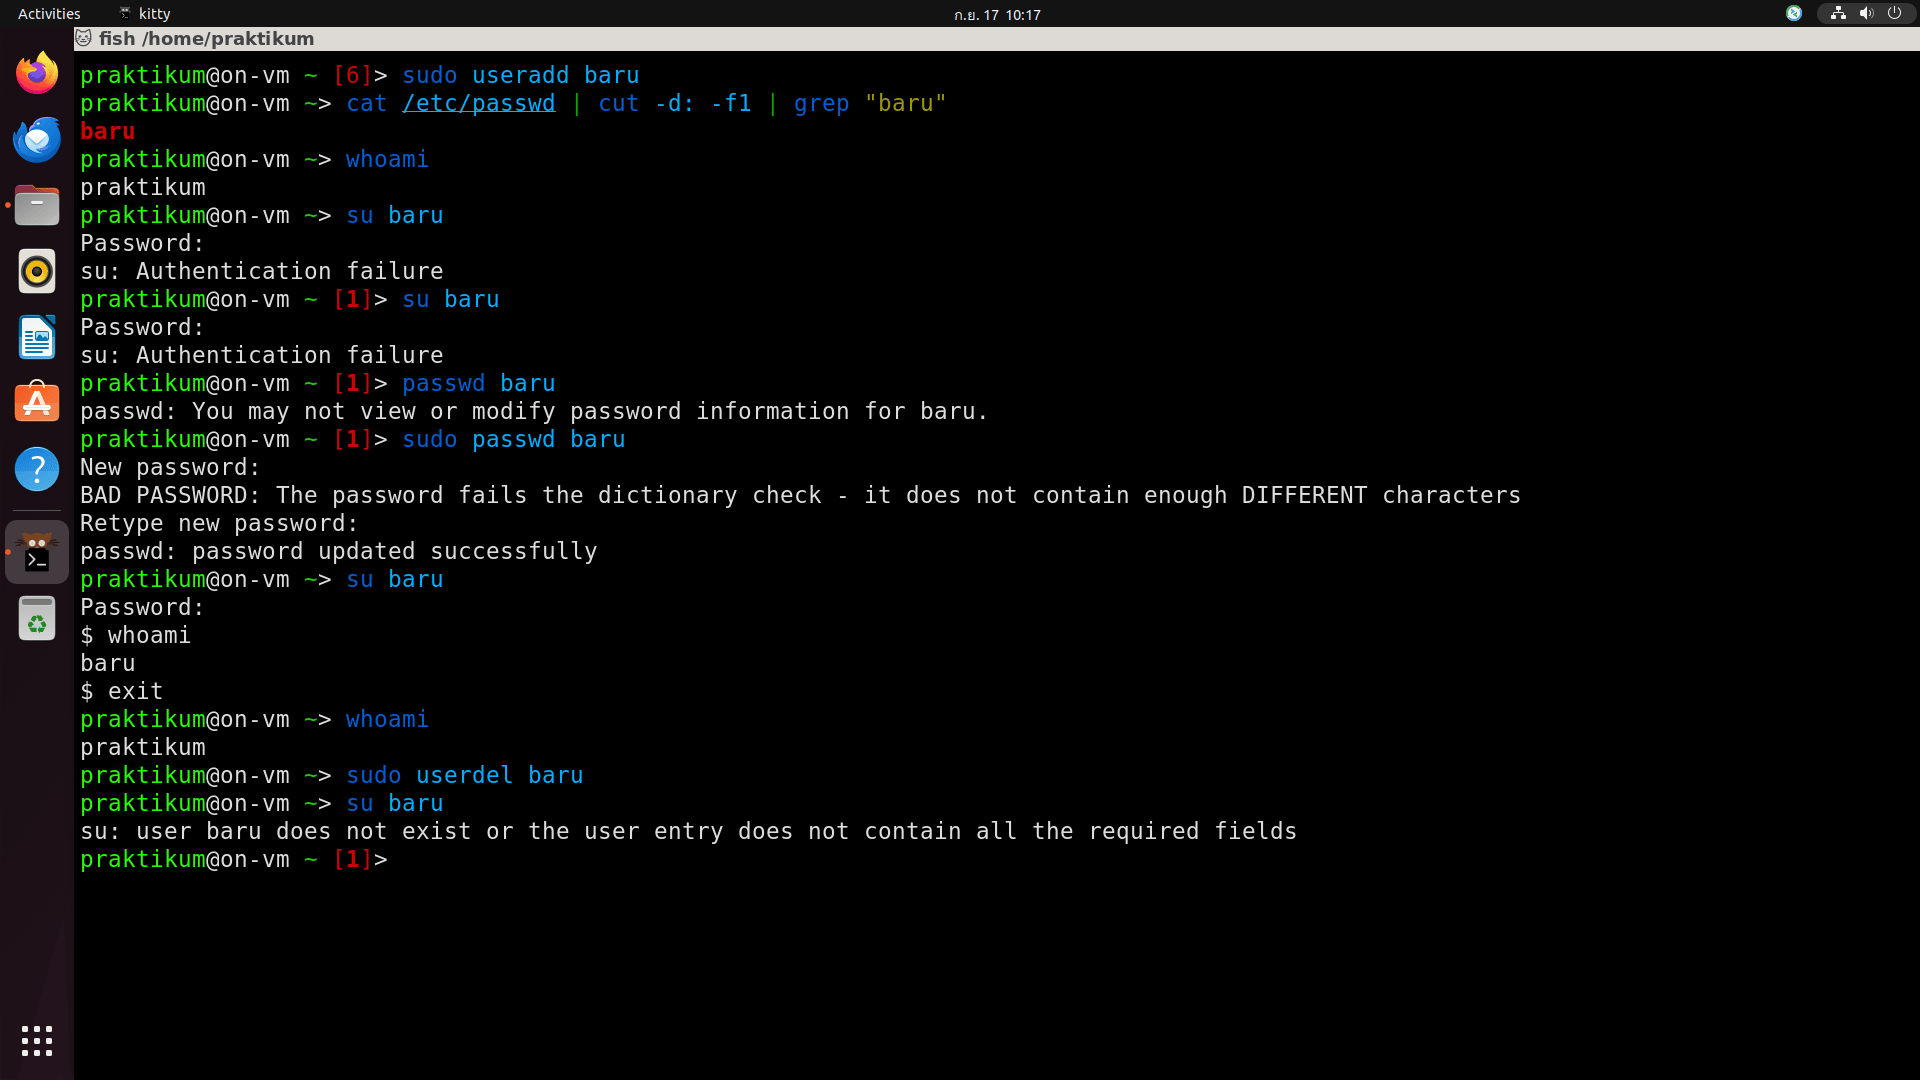 Activities kitty ก.ย. 17 10:17
fish /home/praktikum
praktikum@on-vm ~ [6]> sudo useradd baru
praktikum@on-vm ~> cat /etc/passwd | cut -d: -f1 | grep "baru"
baru
praktikum@on-vm ~> whoami
praktikum
praktikum@on-vm ~> su baru
Password:
su: Authentication failure
praktikum@on-vm ~ [1]> su baru
Password:
su: Authentication failure
praktikum@on-vm ~ [1]> passwd baru
passwd: You may not view or modify password information for baru.
praktikum@on-vm ~ [1]> sudo passwd baru
New password:
BAD PASSWORD: The password fails the dictionary check - it does not contain enough DIFFERENT characters
Retype new password:
passwd: password updated successfully
praktikum@on-vm ~> su baru
Password:
$ whoami
baru
$ exit
praktikum@on-vm ~> whoami
praktikum
praktikum@on-vm ~> sudo userdel baru
praktikum@on-vm ~> su baru
su: user baru does not exist or the user entry does not contain all the required fields
praktikum@on-vm ~ [1]>